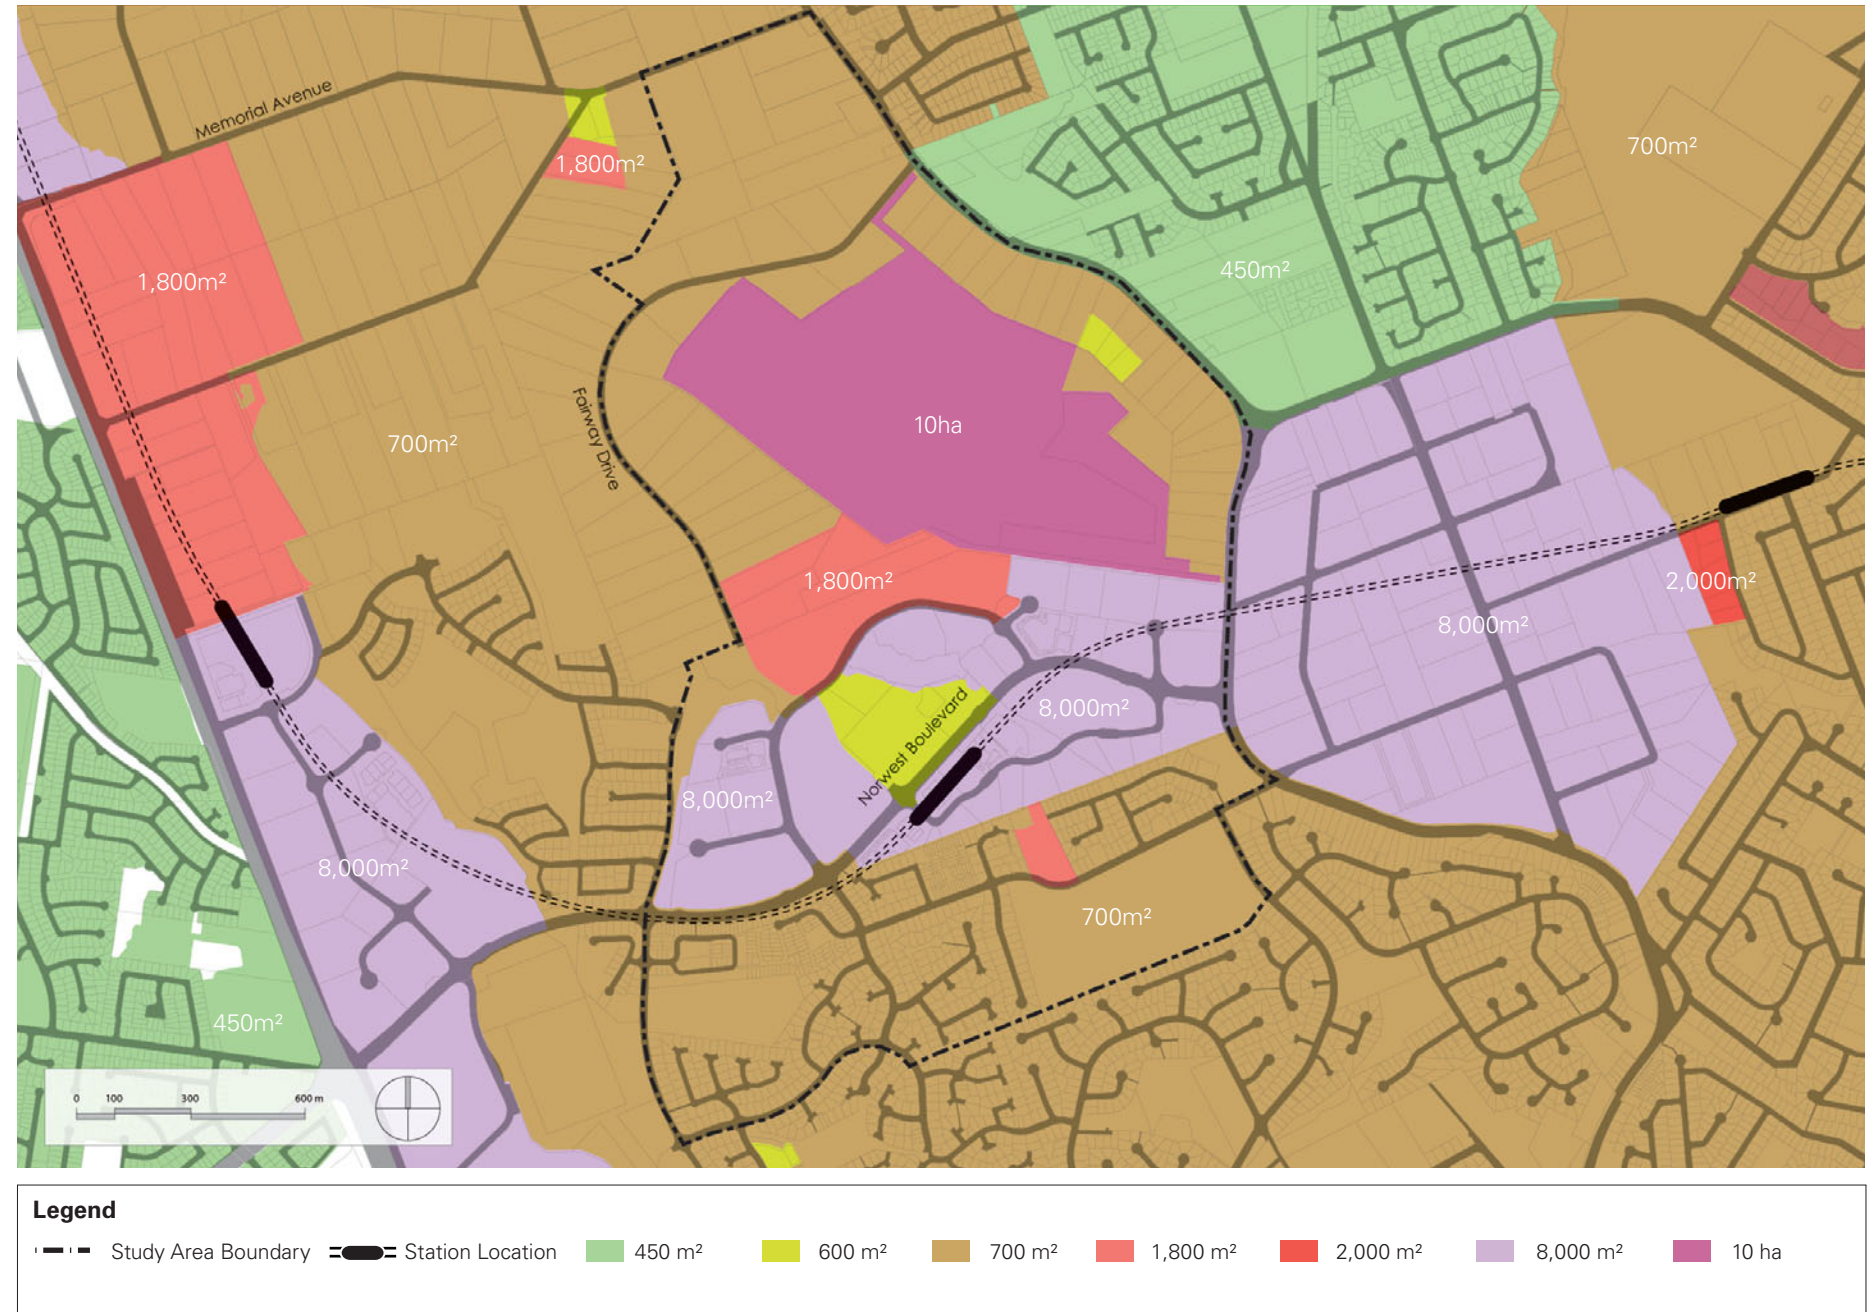 Memorial Avenue
1,800m²
700m²
1,800m²
450m²
Fairway Drive
10ha
700m²
1,800m²
2,000m²
8,000m²
Norwest Boulevard
8,000m²
8,000m²
8,000m²
700m²
450m²
0 100 300 600 m
Legend
Study Area Boundary Station Location 450 m² 600 m² 700 m² 1,800 m² 2,000 m² 8,000 m² 10 ha